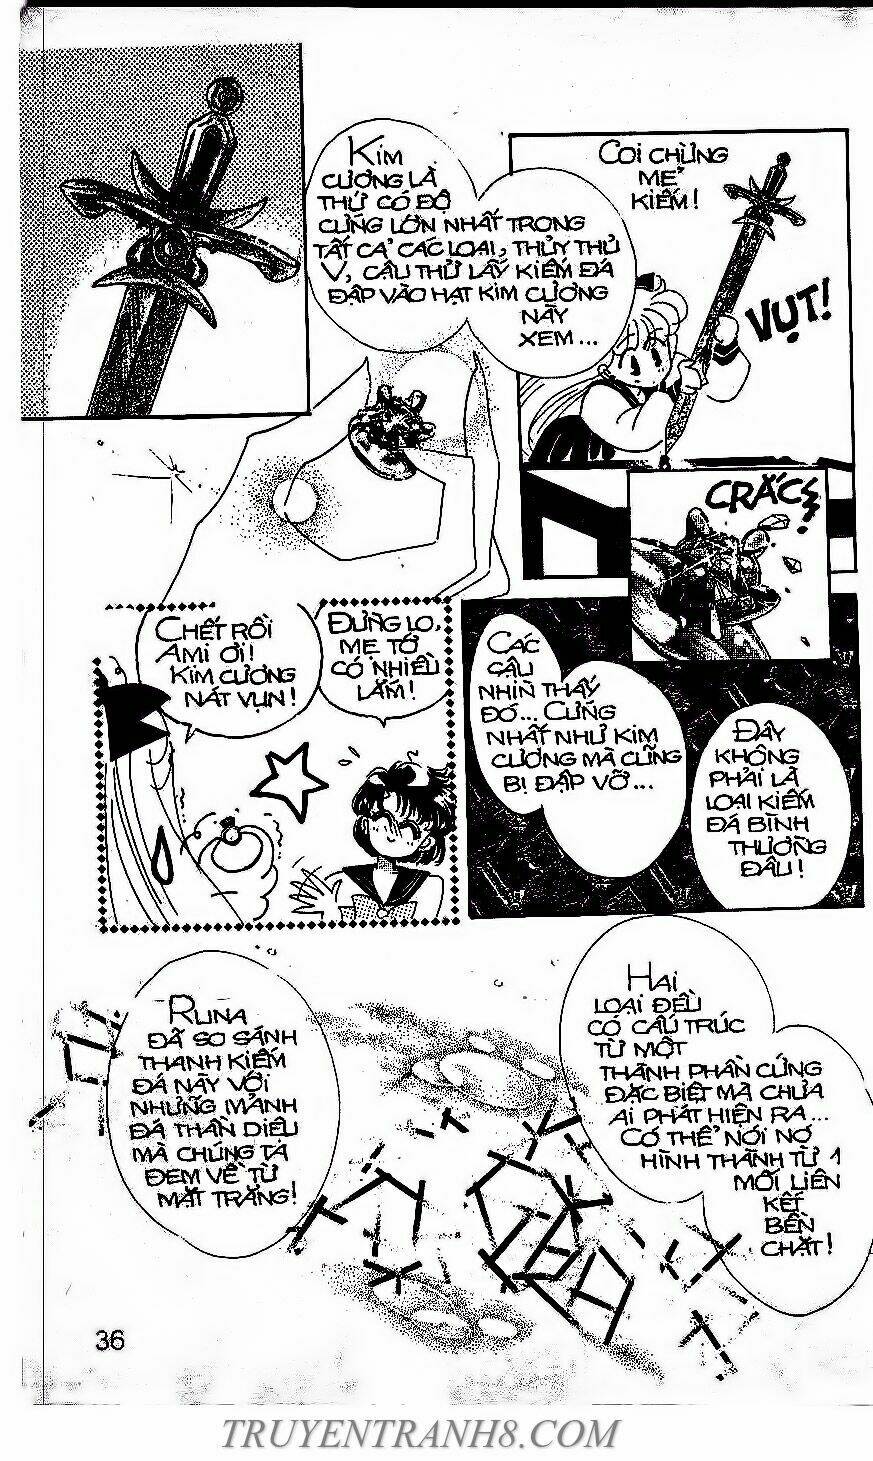 KIM
CƯƠNG LÀ
THỨ CÓ ĐỘ
CỨNG LỚN NHẤT TRONG
TẤT CẢ CÁC LOẠI, THỦY THỦ
V, CẬU THỬ LẤY KIẾM ĐÁ
ĐẬP VÀO HẠT KIM CƯƠNG
NÀY
XEM...
COI CHỪNG
MẺ
KIẾM!
VỤT!
CRẮC
CHẾT RỒI
AMI ƠI!
KIM CƯƠNG
NÁT VỤN!
ĐỪNG LO,
MẸ TỚ
CÓ NHIỀU
LẮM!
CÁC
CẬU
NHÌN THẤY
ĐÓ... CỨNG
NHẤT NHƯ KIM
CƯƠNG MÀ CŨNG
BỊ ĐẬP VỠ...
ĐÂY
KHÔNG
PHẢI LÀ
LOẠI KIẾM
ĐÁ BÌNH
THƯỜNG
ĐÂU!
RUNA
ĐÃ SO SÁNH
THANH KIẾM
ĐÁ NÀY VỚI
NHỮNG MẢNH
ĐÁ THẦN DIỆU
MÀ CHÚNG TA
ĐEM VỀ TỪ
MẶT TRĂNG!
HAI
LOẠI ĐỀU
CÓ CẤU TRÚC
TỪ MỘT
THÀNH PHẦN CỨNG
ĐẶC BIỆT MÀ CHƯA
AI PHÁT HIỆN RA...
CÓ THỂ NÓI NÓ
HÌNH THÀNH TỪ 1
MỐI LIÊN
KẾT
BỀN
CHẶT!
36
TRUYENTRANH8.COM